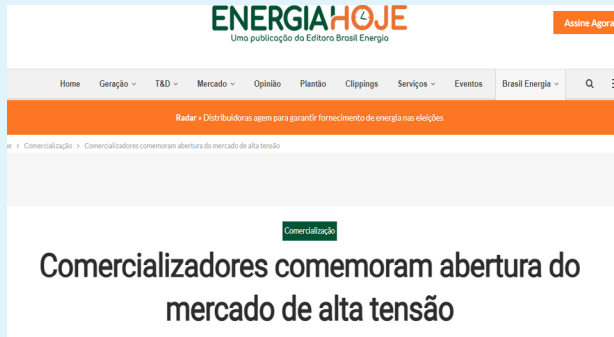 ENERGIAHOJE
Uma publicação da Editora Brasil Energia
Assine Agora
Home Geração T&D Mercado Opinião Plantão Clippings Serviços Eventos Brasil Energia
Radar » Distribuidoras agem para garantir fornecimento de energia nas eleições
> Comercialização > Comercializadores comemoram abertura do mercado de alta tensão
Comercialização
Comercializadores comemoram abertura do
mercado de alta tensão